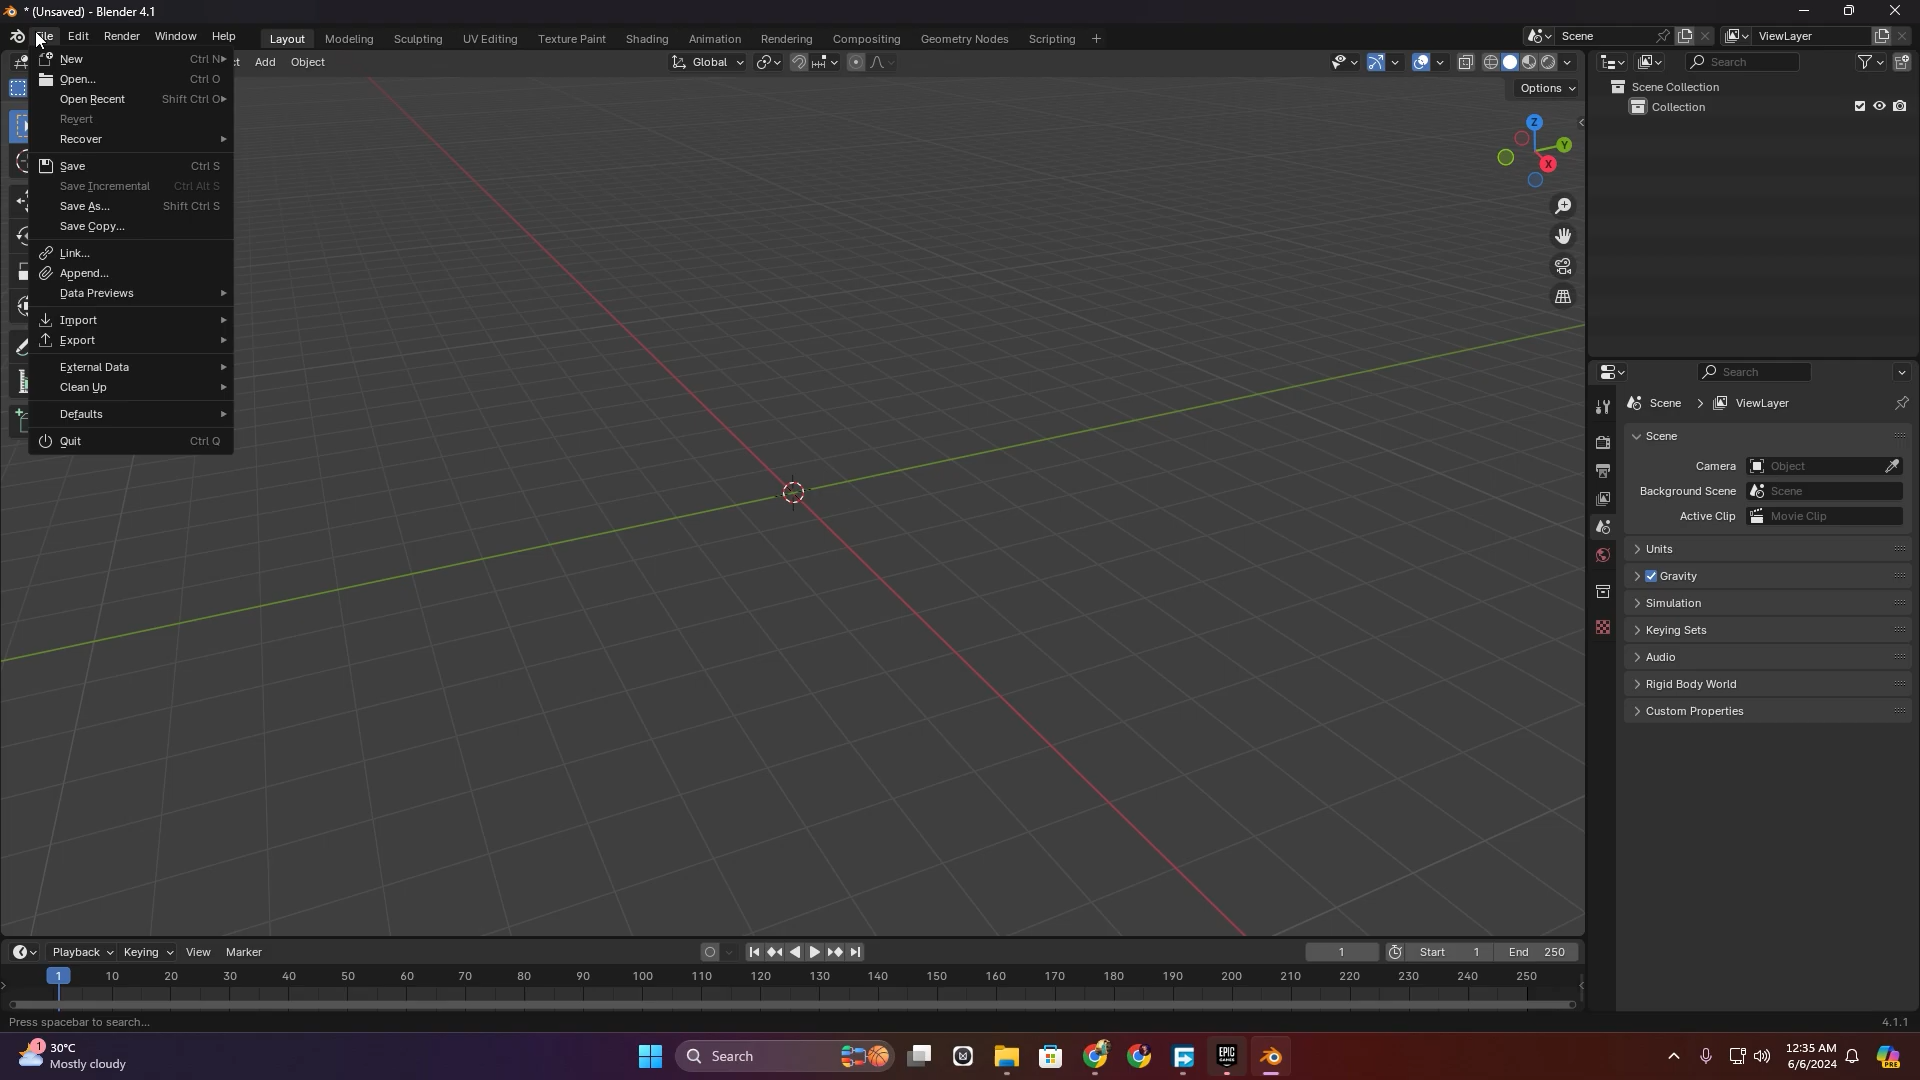 * (Unsaved) - Blender 4.1
Edit Render Window Help
Layout Modeling Sculpting UV Editing Texture Paint Shading Animation Rendering Compositing Geometry Nodes Scripting +
Scene
ViewLayer
New Ctrl N
Open... Ctrl O
Open Recent Shift Ctrl O
Revert
Recover
Save Ctrl S
Save Incremental Ctrl Alt S
Save As... Shift Ctrl S
Save Copy...
Link...
Append...
Data Previews
Import
Export
External Data
Clean Up
Defaults
Quit Ctrl Q
Add Object
Global
Options
Z
Y
X
Search
Scene Collection
Collection
Search
Scene > ViewLayer
Scene
Camera Object
Background Scene Scene
Active Clip Movie Clip
Units
Gravity
Simulation
Keying Sets
Audio
Rigid Body World
Custom Properties
Playback Keying View Marker
1 Start 1 End 250
1 10 20 30 40 50 60 70 80 90 100 110 120 130 140 150 160 170 180 190 200 210 220 230 240 250
Press spacebar to search...
4.1.1
1
30°C
Mostly cloudy
Search
EPIC GAMES
12:35 AM
6/6/2024
PRE